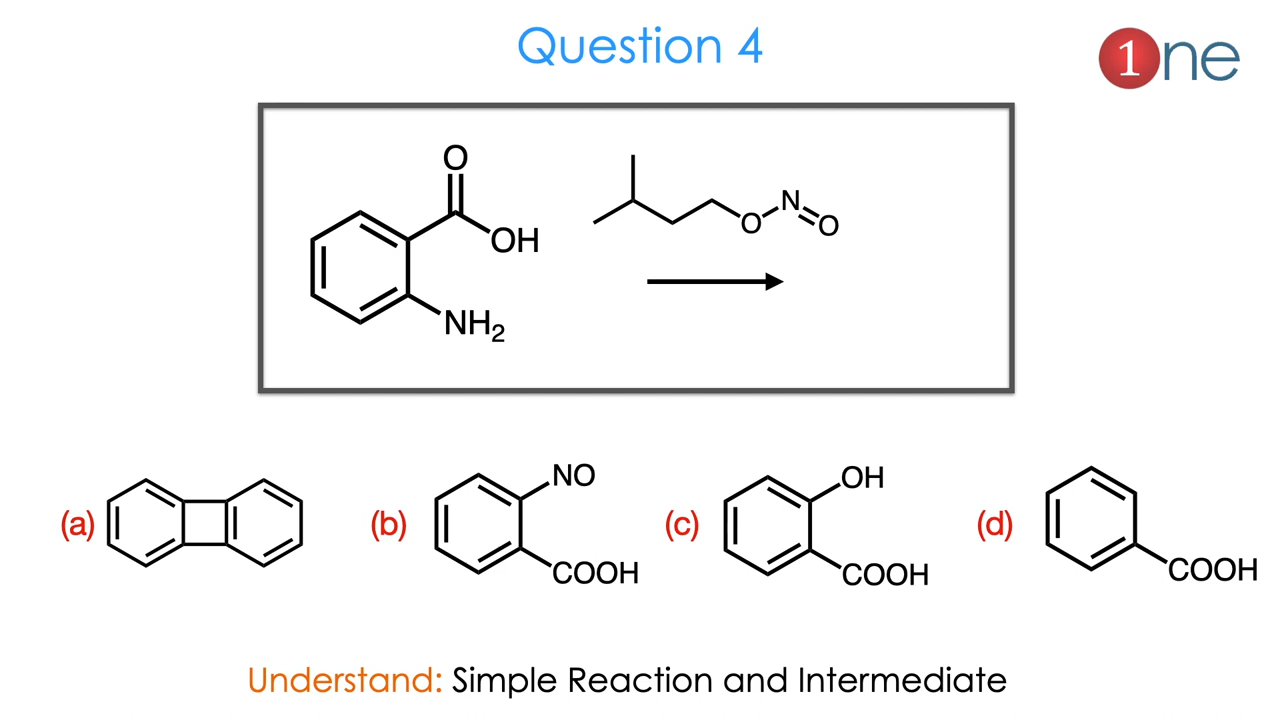 Question 4
1ne
O
OH
NH2
O N O
(a)
(b) NO
COOH
(c) OH
COOH
(d) COOH
Understand: Simple Reaction and Intermediate